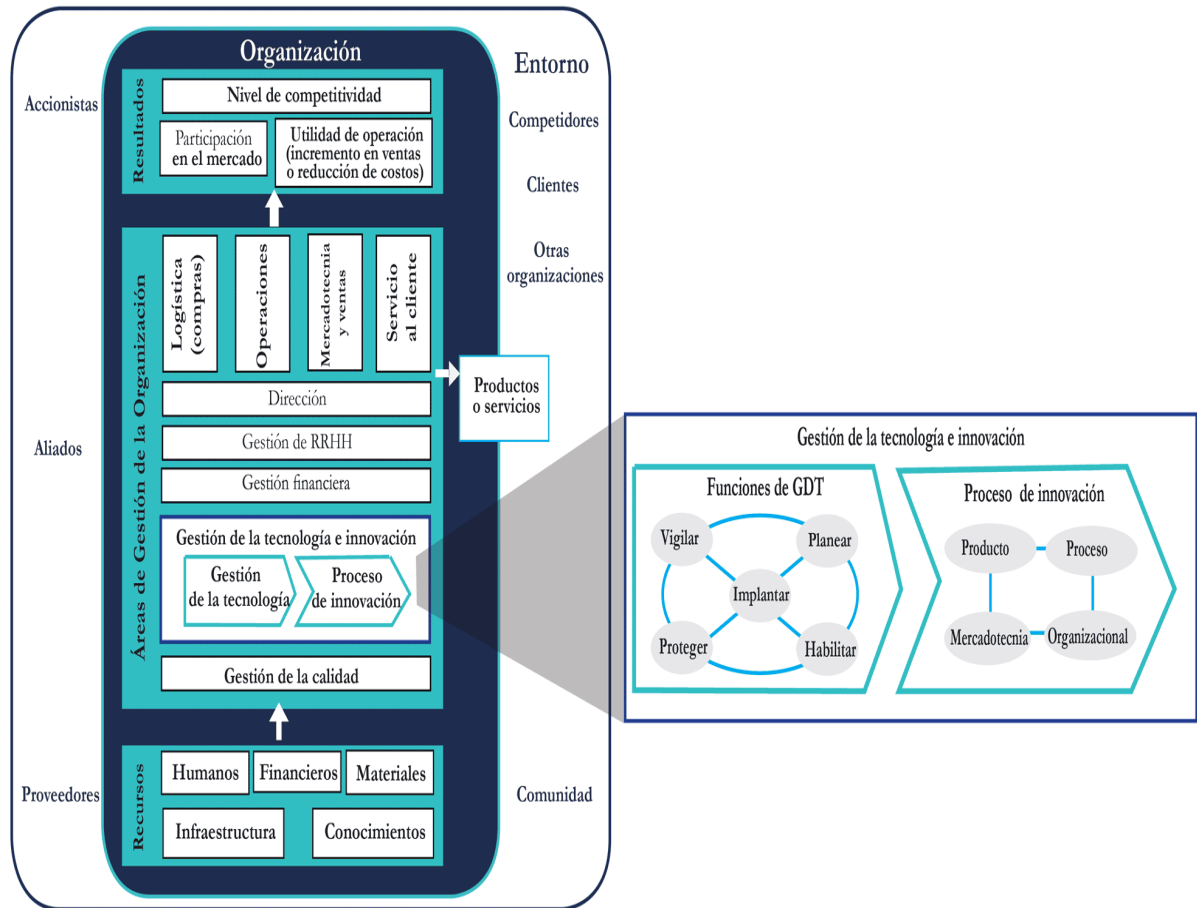 Organización
Entorno
Accionistas
Competidores
Clientes
Otras
organizaciones
Aliados
Proveedores
Comunidad
Resultados
Nivel de competitividad
Participación
en el mercado
Utilidad de operación
(incremento en ventas
o reducción de costos)
Áreas de Gestión de la Organización
Logística
(compras)
Operaciones
Mercadotecnia
y ventas
Servicio
al cliente
Productos
o servicios
Dirección
Gestión de RRHH
Gestión financiera
Gestión de la tecnología e innovación
Gestión
de la tecnología
Proceso
de innovación
Gestión de la calidad
Recursos
Humanos
Financieros
Materiales
Infraestructura
Conocimientos
Gestión de la tecnología e innovación
Funciones de GDT
Vigilar
Planear
Implantar
Proteger
Habilitar
Proceso de innovación
Producto
Proceso
Mercadotecnia
Organizacional